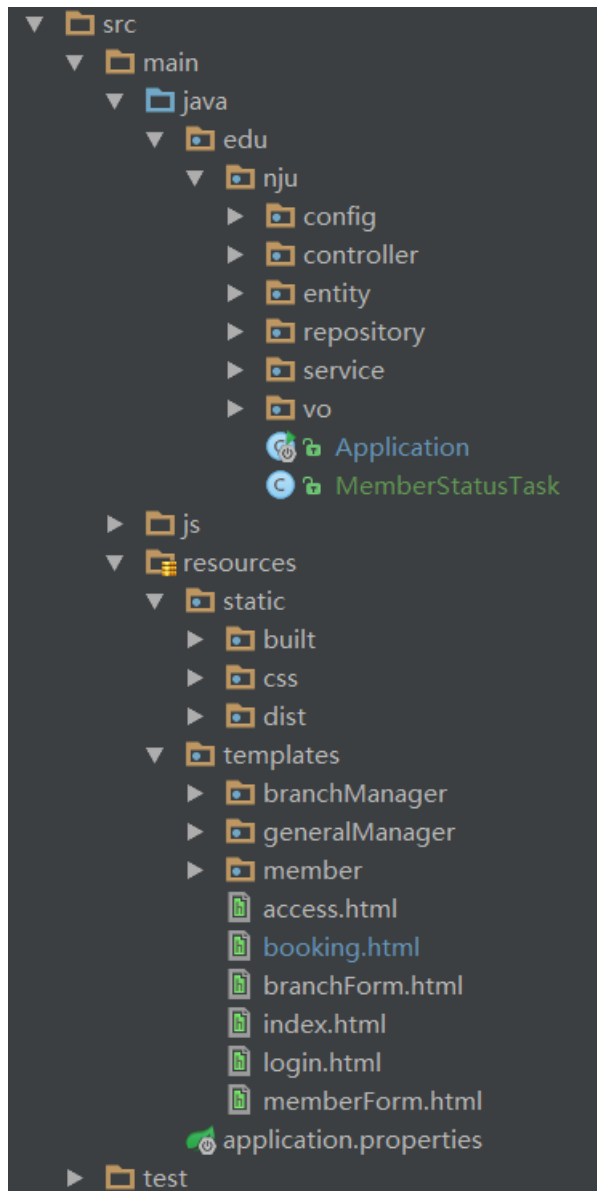 src
main
java
edu
nju
config
controller
entity
repository
service
vo
Application
MemberStatusTask
js
resources
static
built
css
dist
templates
branchManager
generalManager
member
access.html
booking.html
branchForm.html
index.html
login.html
memberForm.html
application.properties
test